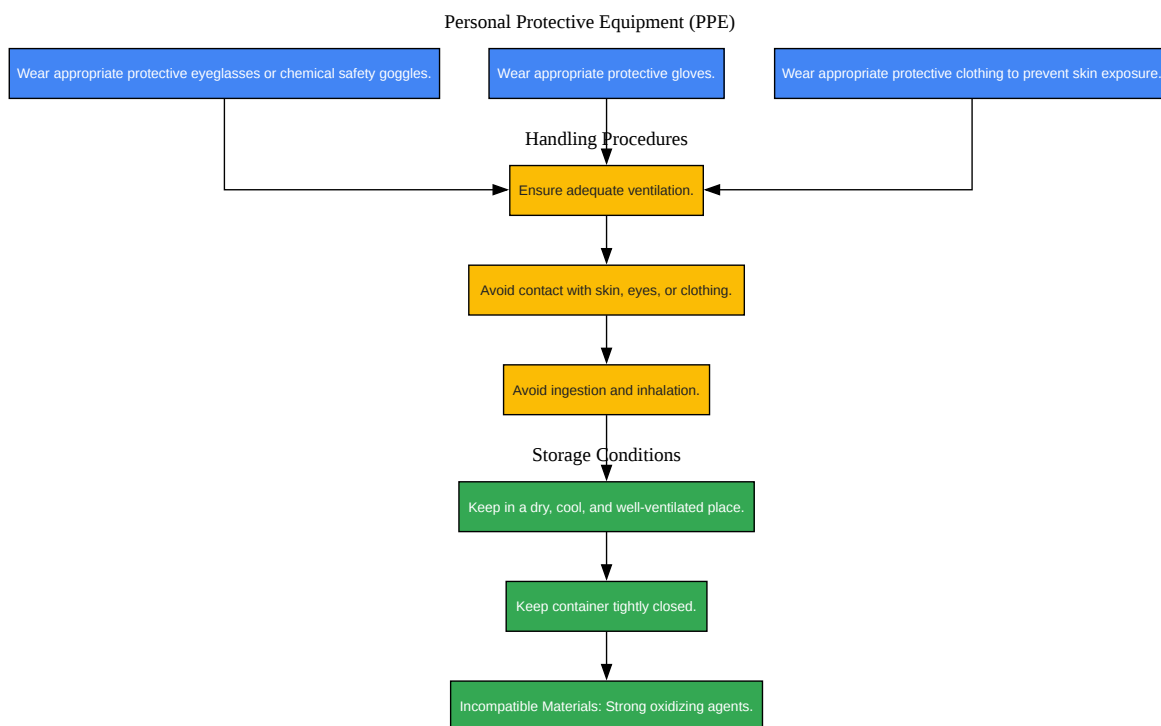 Personal Protective Equipment (PPE)
Wear appropriate protective eyeglasses or chemical safety goggles.
Wear appropriate protective gloves.
Wear appropriate protective clothing to prevent skin exposure.
Handling Procedures
Ensure adequate ventilation.
Avoid contact with skin, eyes, or clothing.
Avoid ingestion and inhalation.
Storage Conditions
Keep in a dry, cool, and well-ventilated place.
Keep container tightly closed.
Incompatible Materials: Strong oxidizing agents.